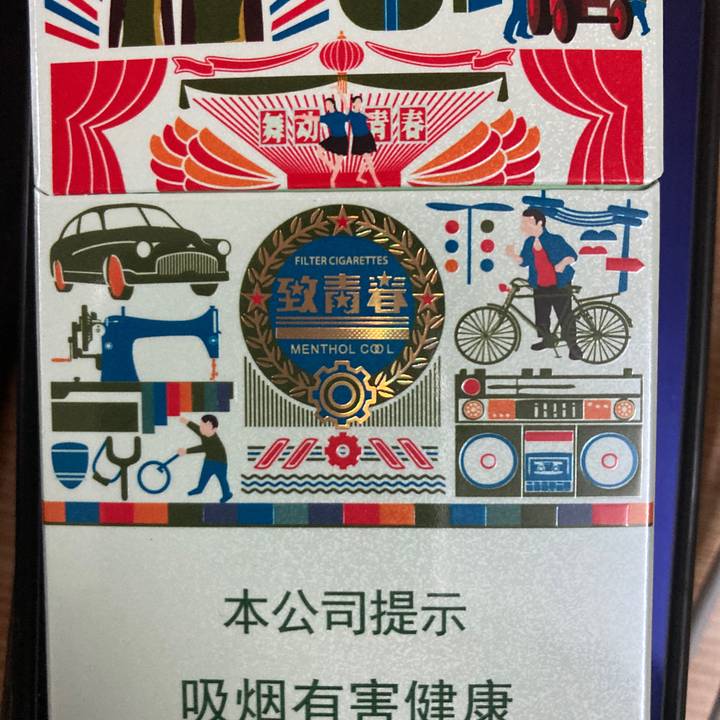 舞动青春
FILTER CIGARETTES
致青春
MENTHOL COOL
本公司提示
吸烟有害健康